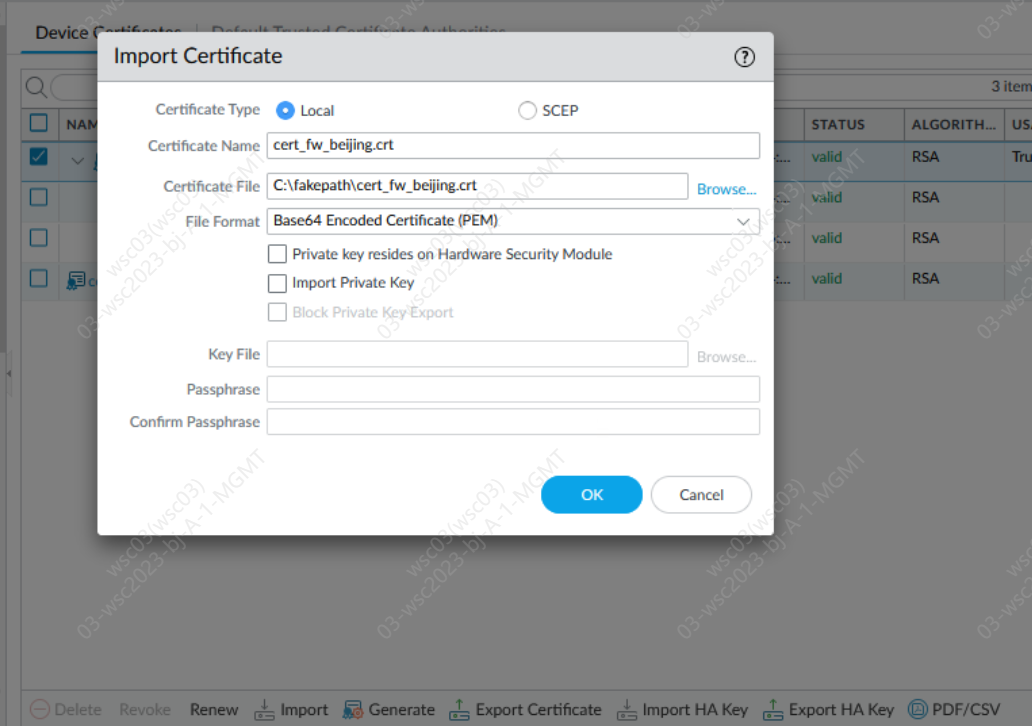 Device Certificates | Default Trusted Certificate Authorities
Import Certificate
3 item
NAM STATUS ALGORITH... US
Certificate Type Local SCEP
Certificate Name cert_fw_beijing.crt
valid RSA Tru
Certificate File C:\fakepath\cert_fw_beijing.crt Browse...
valid RSA
File Format Base64 Encoded Certificate (PEM)
valid RSA
Private key resides on Hardware Security Module
valid RSA
Import Private Key
Block Private Key Export
Key File Browse...
Passphrase
Confirm Passphrase
OK Cancel
Delete Revoke Renew Import Generate Export Certificate Import HA Key Export HA Key PDF/CSV
wsc03(wsc03)
03-wsc2023-bj-A-1-MGMT